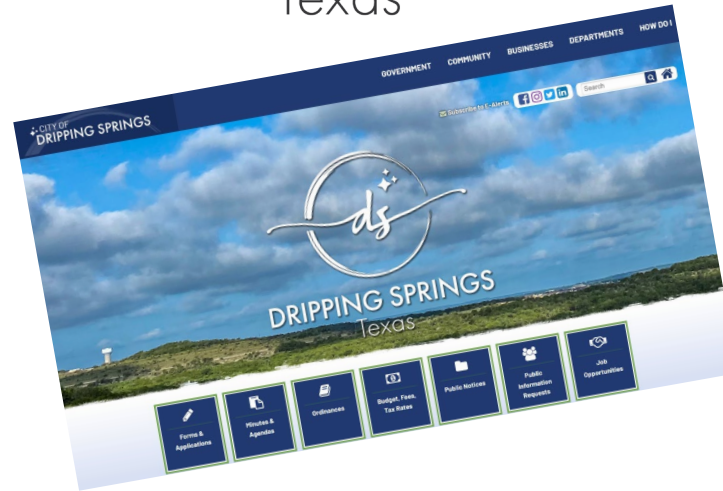 Texas
GOVERNMENT COMMUNITY BUSINESSES DEPARTMENTS HOW DO I
CITY OF
DRIPPING SPRINGS
Subscribe to E-Alerts
Search
ds
DRIPPING SPRINGS
Texas
Forms &
Applications
Minutes &
Agendas
Ordinances
Budget, Fees,
Tax Rates
Public Notices
Public
Information
Requests
Job
Opportunities